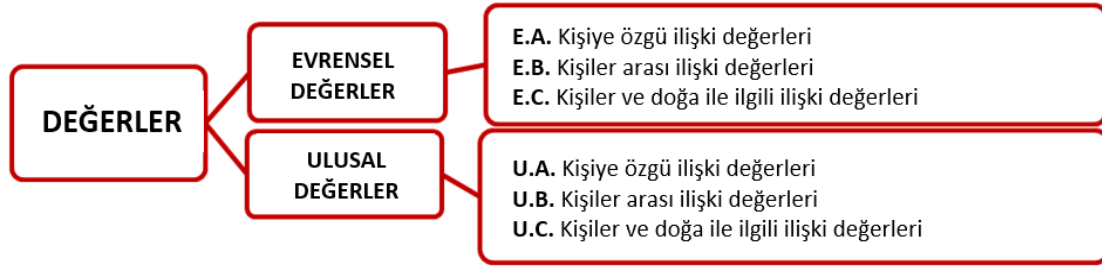 DEĞERLER
EVRENSEL
DEĞERLER
E.A. Kişiye özgü ilişki değerleri
E.B. Kişiler arası ilişki değerleri
E.C. Kişiler ve doğa ile ilgili ilişki değerleri
ULUSAL
DEĞERLER
U.A. Kişiye özgü ilişki değerleri
U.B. Kişiler arası ilişki değerleri
U.C. Kişiler ve doğa ile ilgili ilişki değerleri